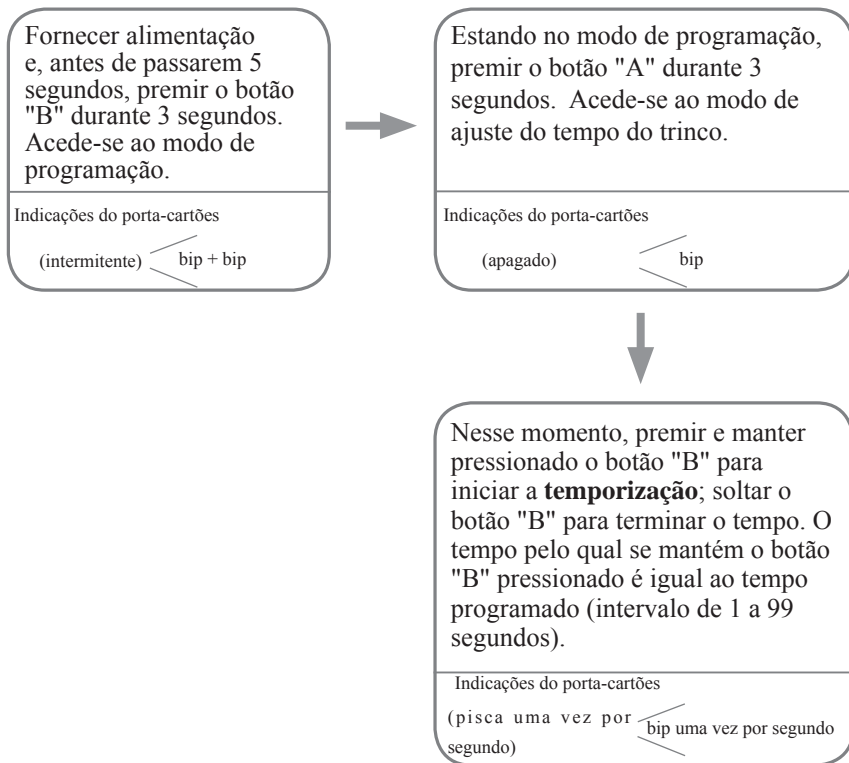 Fornecer alimentação
e, antes de passarem 5
segundos, premir o botão
"B" durante 3 segundos.
Acede-se ao modo de
programação.
Indicações do porta-cartões
(intermitente) bip + bip
Estando no modo de programação,
premir o botão "A" durante 3
segundos. Acede-se ao modo de
ajuste do tempo do trinco.
Indicações do porta-cartões
(apagado) bip
Nesse momento, premir e manter
pressionado o botão "B" para
iniciar a temporização; soltar o
botão "B" para terminar o tempo. O
tempo pelo qual se mantém o botão
"B" pressionado é igual ao tempo
programado (intervalo de 1 a 99
segundos).
Indicações do porta-cartões
(pisca uma vez por
segundo)
bip uma vez por segundo